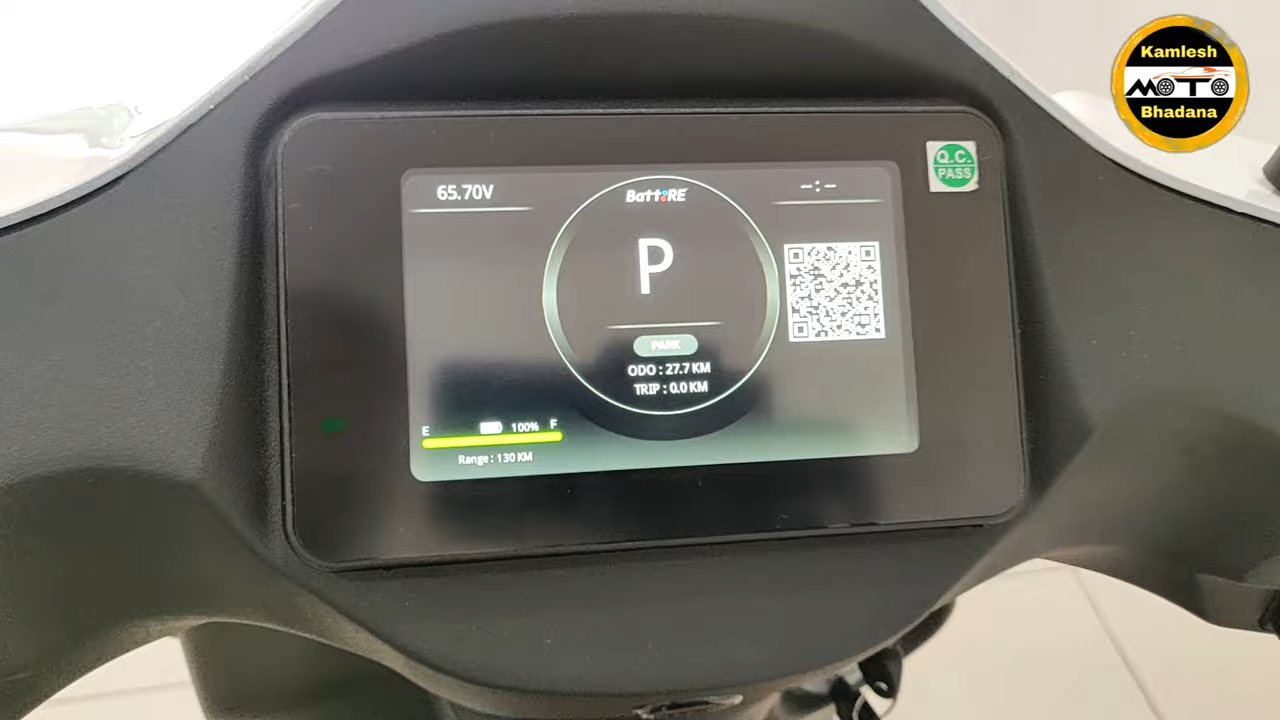 Kamlesh
MOTO
Bhadana
Q.C.
PASS
65.70V
BattRE
--:--
P
PARK
ODO : 27.7 KM
TRIP : 0.0 KM
E 100% F
Range : 130 KM